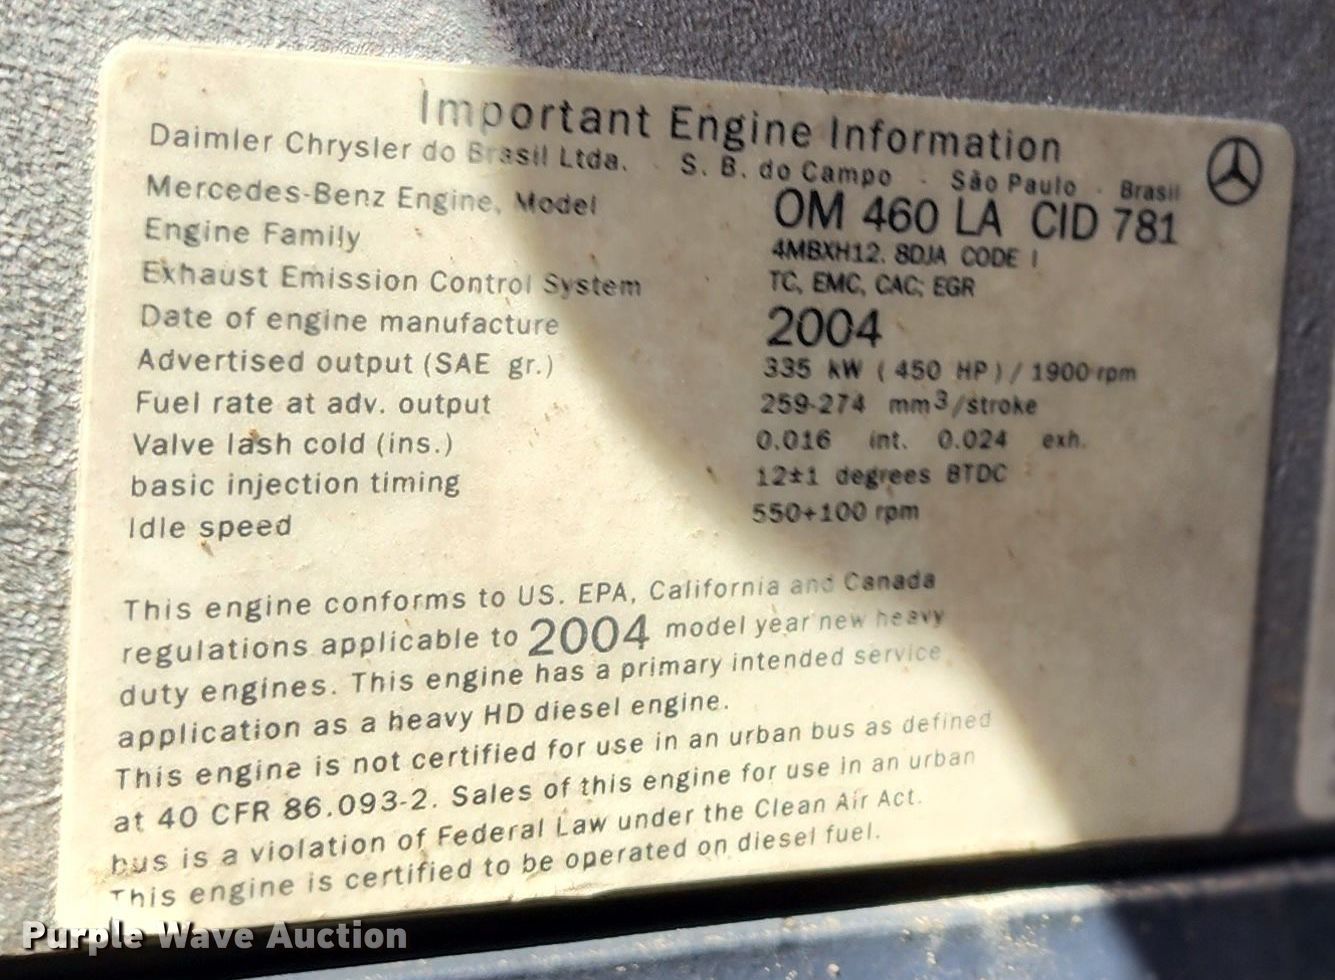 Important Engine Information
Daimler Chrysler do Brasil Ltda. S. B. do Campo - São Paulo - Brasil
Mercedes-Benz Engine, Model OM 460 LA CID 781
Engine Family 4MBXH12. 8DJA CODE I
Exhaust Emission Control System TC, EMC, CAC, EGR
Date of engine manufacture 2004
Advertised output (SAE gr.) 335 kW ( 450 HP ) / 1900 rpm
Fuel rate at adv. output 259-274 mm³/stroke
Valve lash cold (ins.) 0.016 int. 0.024 exh.
basic injection timing 12±1 degrees BTDC
Idle speed 550+100 rpm
This engine conforms to US. EPA, California and Canada
regulations applicable to 2004 model year new heavy
duty engines. This engine has a primary intended service
application as a heavy HD diesel engine.
This engine is not certified for use in an urban bus as defined
at 40 CFR 86.093-2. Sales of this engine for use in an urban
bus is a violation of Federal Law under the Clean Air Act.
This engine is certified to be operated on diesel fuel.
Purple Wave Auction